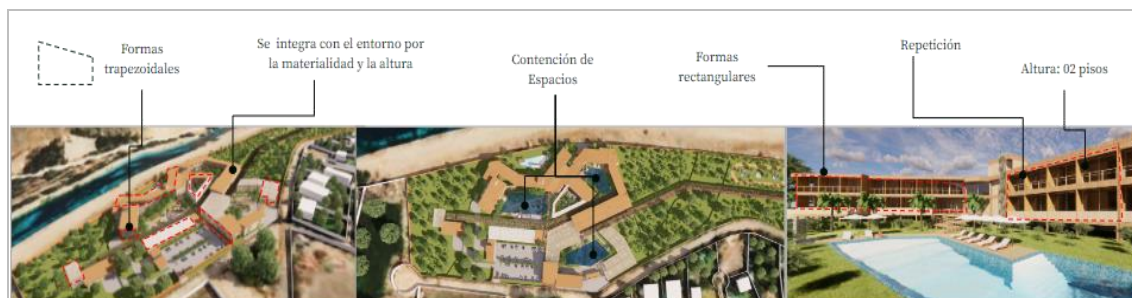 Formas
trapezoidales
Se integra con el entorno por
la materialidad y la altura
Contención de
Espacios
Formas
rectangulares
Repetición
Altura: 02 pisos